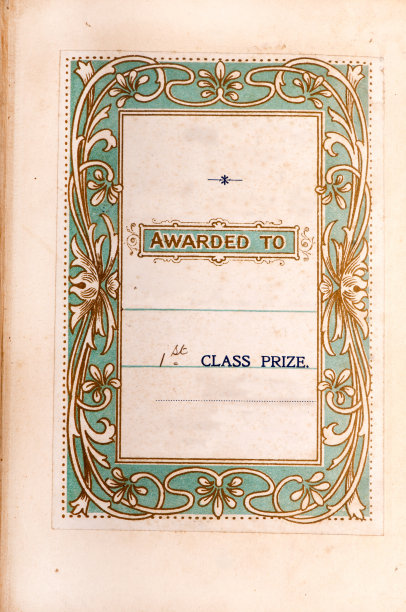 AWARDED TO
1st CLASS PRIZE.